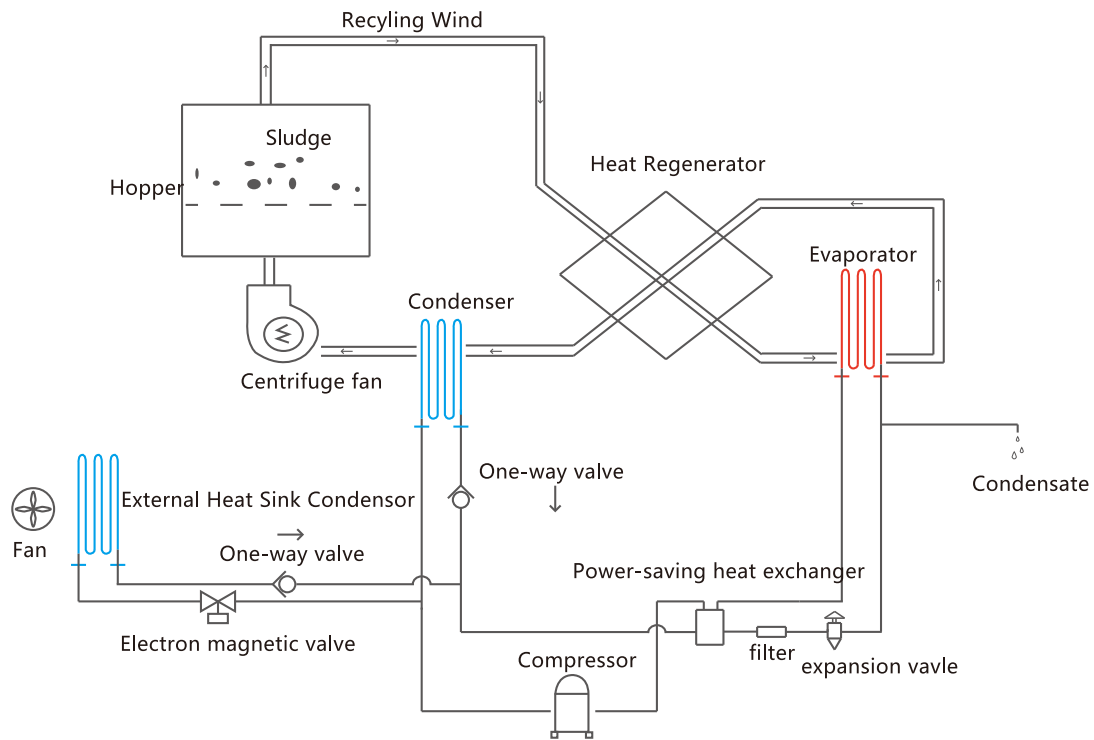 Recyling Wind
Sludge
Heat Regenerator
Hopper
Evaporator
Condenser
Centrifuge fan
One-way valve
Condensate
External Heat Sink Condensor
Fan
One-way valve
Power-saving heat exchanger
Electron magnetic valve
filter
Compressor
expansion vavle